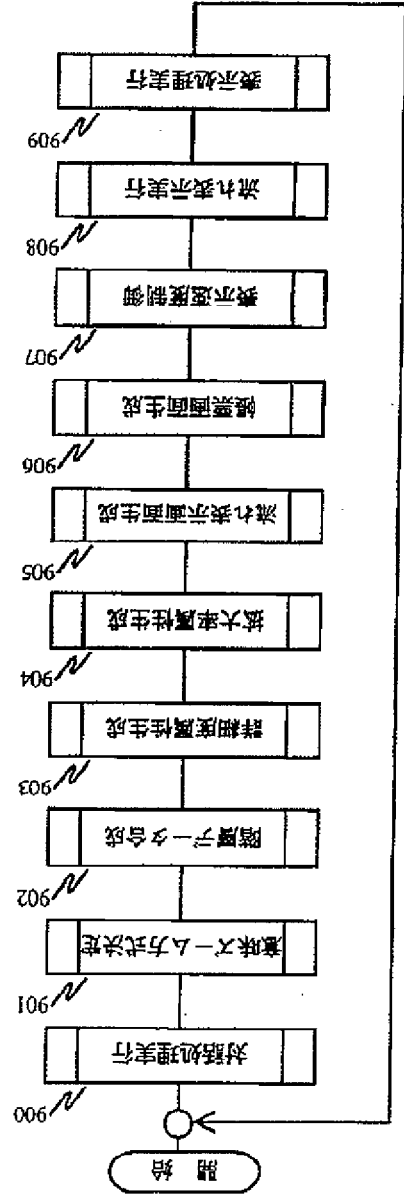 開始
900
対話処理実行
901
意味ズーム方式決定
902
階層データ合成
903
詳細度属性生成
904
拡大率属性生成
905
流れ表示画面生成
906
帳票画面生成
907
表示速度制御
908
流れ表示実行
909
表示処理実行